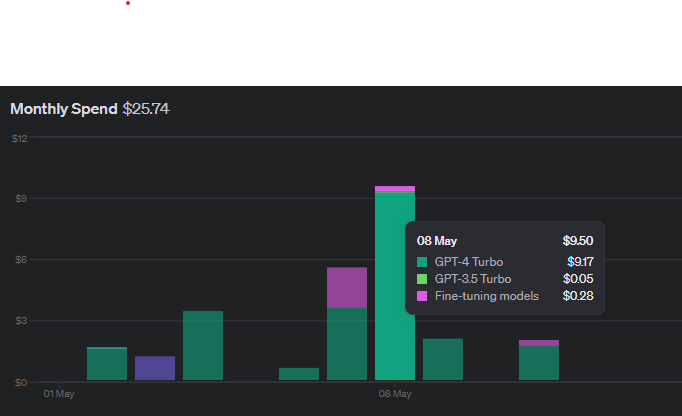 Monthly Spend $25.74
$12
$9
$6
$3
$0
01 May
08 May
08 May $9.50
GPT-4 Turbo $9.17
GPT-3.5 Turbo $0.05
Fine-tuning models $0.28